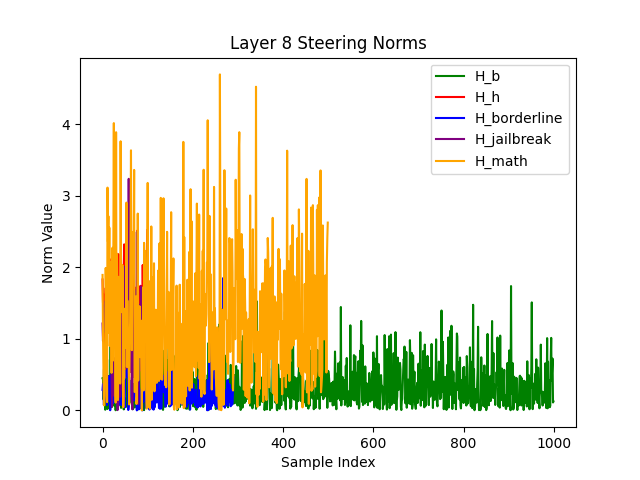 Layer 8 Steering Norms
Norm Value
4
3
2
1
0
0
200
400
600
800
1000
Sample Index
H_b
H_h
H_borderline
H_jailbreak
H_math